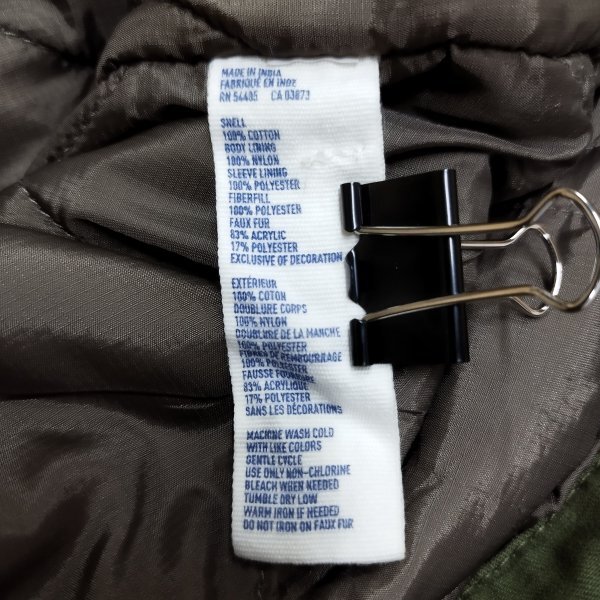 MADE IN INDIA
FABRIQUÉ EN INDE
RN 54485 CA 03873
SHELL
100% COTTON
BODY LINING
100% NYLON
SLEEVE LINING
100% POLYESTER
FIBERFILL
100% POLYESTER
FAUX FUR
83% ACRYLIC
17% POLYESTER
EXCLUSIVE OF DECORATION
EXTÉRIEUR
100% COTON
DOUBLURE CORPS
100% NYLON
DOUBLURE DE LA MANCHE
100% POLYESTER
FIBRES DE REMBOURRAGE
100% POLYESTER
FAUSSE FOURRURE
83% ACRYLIQUE
17% POLYESTER
SANS LES DÉCORATIONS
MACHINE WASH COLD
WITH LIKE COLORS
GENTLE CYCLE
USE ONLY NON-CHLORINE
BLEACH WHEN NEEDED
TUMBLE DRY LOW
WARM IRON IF NEEDED
DO NOT IRON ON FAUX FUR